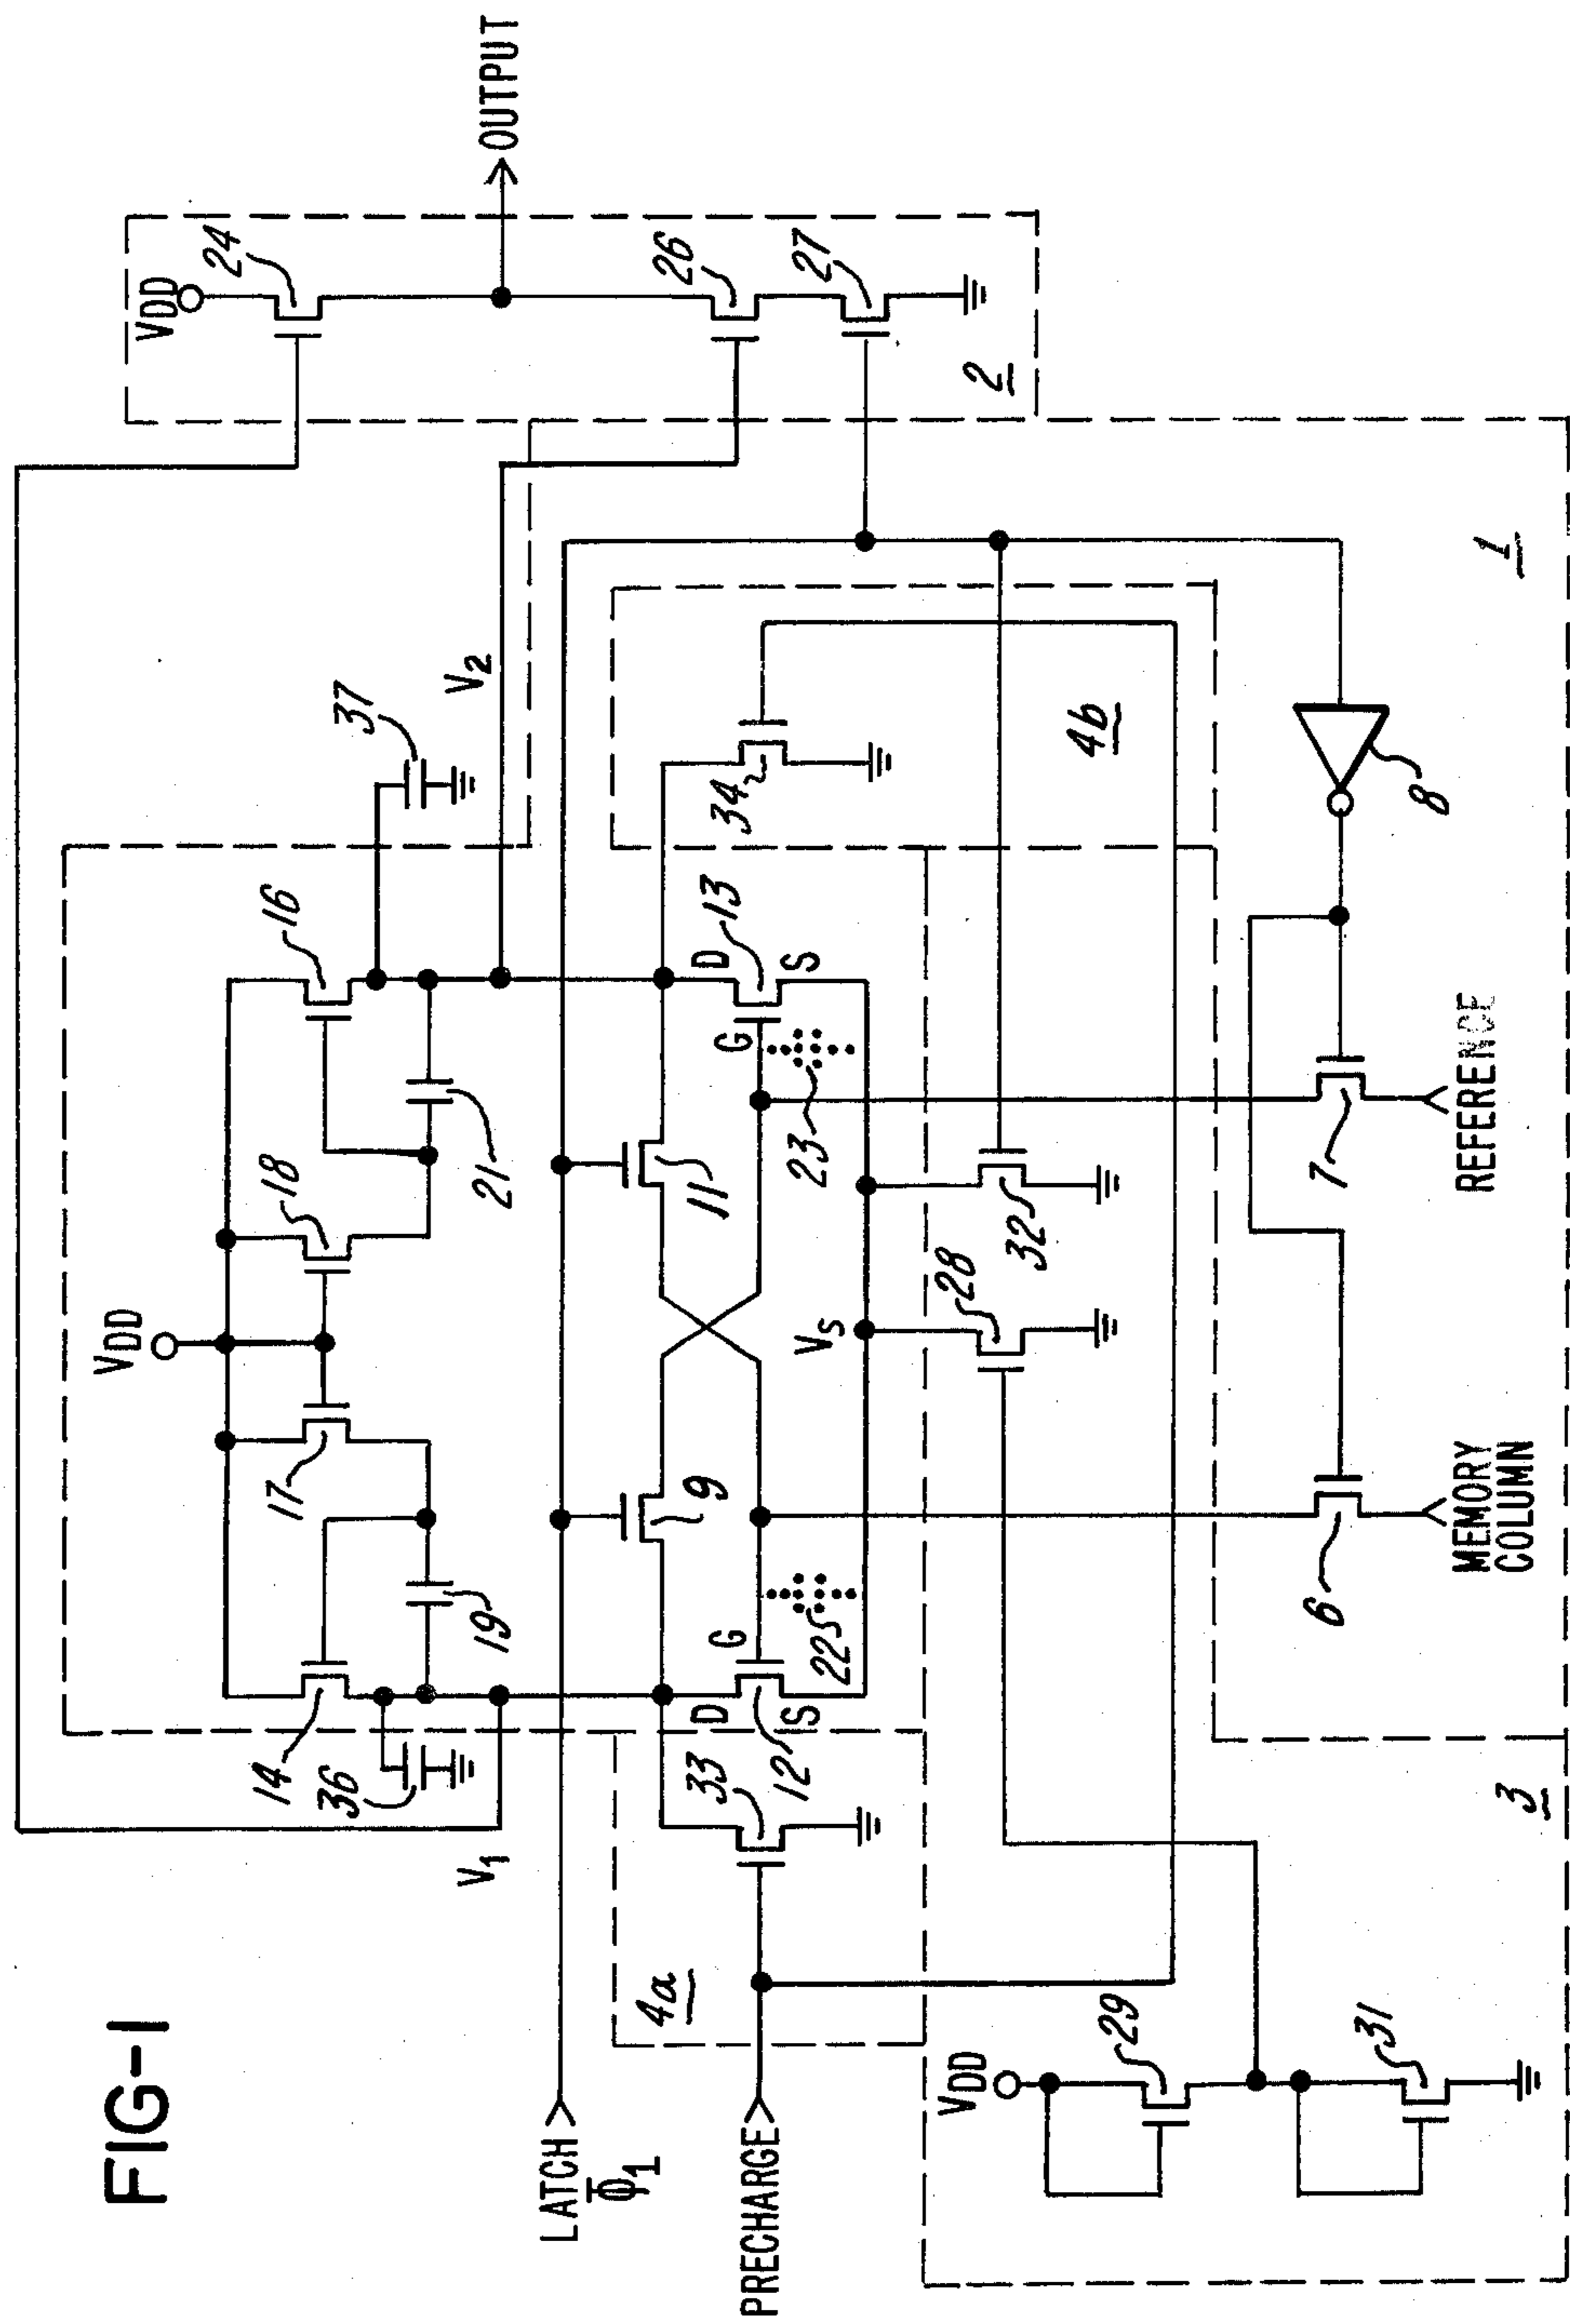 FIG-1
VDD
24
OUTPUT
26
27
2
V2
37
16
18
VDD
17
14
36
V1
21
19
11
9
D
13
G
S
23
34
4b
VS
22
D
G
S
12
33
4a
LATCH
Φ1
PRECHARGE
28
32
1
8
7
REFERENCE
6
MEMORY
COLUMN
3
VDD
29
31